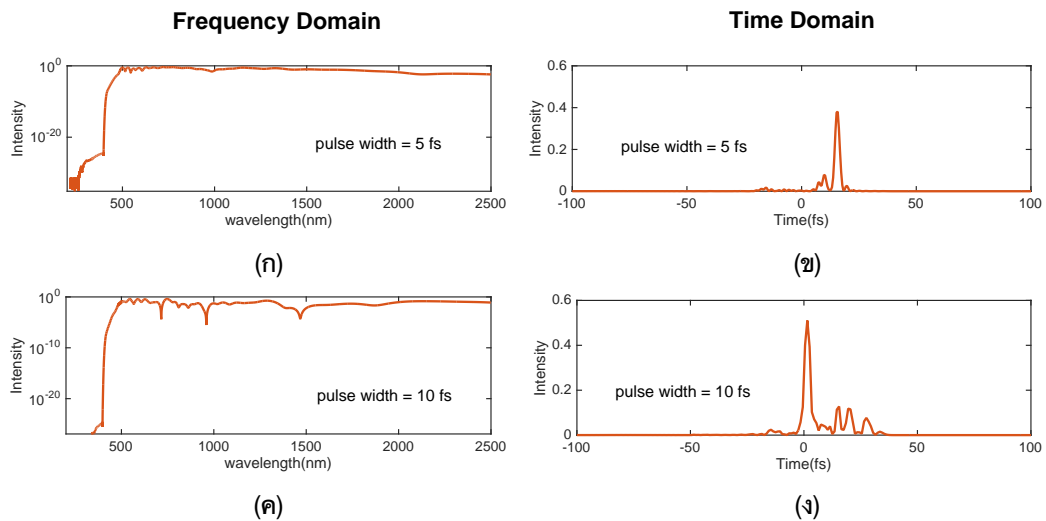 Frequency Domain
Time Domain
10^0
10^-20
Intensity
pulse width = 5 fs
500 1000 1500 2000 2500
wavelength(nm)
(ก)
0.6
0.4
0.2
0
Intensity
pulse width = 5 fs
-100 -50 0 50 100
Time(fs)
(ข)
10^0
10^-10
10^-20
Intensity
pulse width = 10 fs
500 1000 1500 2000 2500
wavelength(nm)
(ค)
0.6
0.4
0.2
0
Intensity
pulse width = 10 fs
-100 -50 0 50 100
Time(fs)
(ง)